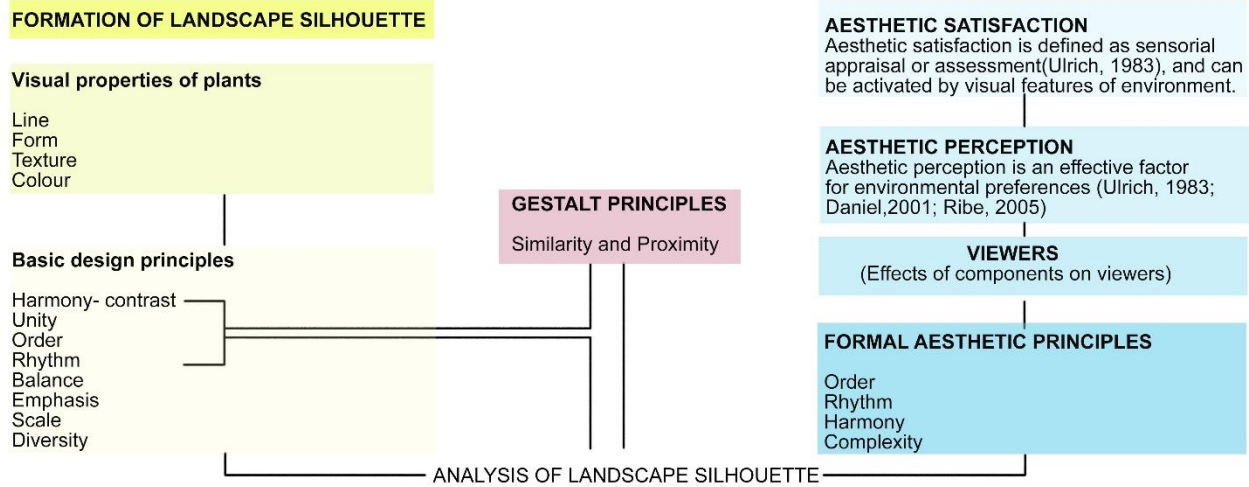 FORMATION OF LANDSCAPE SILHOUETTE
Visual properties of plants
Line
Form
Texture
Colour
Basic design principles
Harmony- contrast
Unity
Order
Rhythm
Balance
Emphasis
Scale
Diversity
GESTALT PRINCIPLES
Similarity and Proximity
AESTHETIC SATISFACTION
Aesthetic satisfaction is defined as sensorial
appraisal or assessment(Ulrich, 1983), and can
be activated by visual features of environment.
AESTHETIC PERCEPTION
Aesthetic perception is an effective factor
for environmental preferences (Ulrich, 1983;
Daniel,2001; Ribe, 2005)
VIEWERS
(Effects of components on viewers)
FORMAL AESTHETIC PRINCIPLES
Order
Rhythm
Harmony
Complexity
ANALYSIS OF LANDSCAPE SILHOUETTE